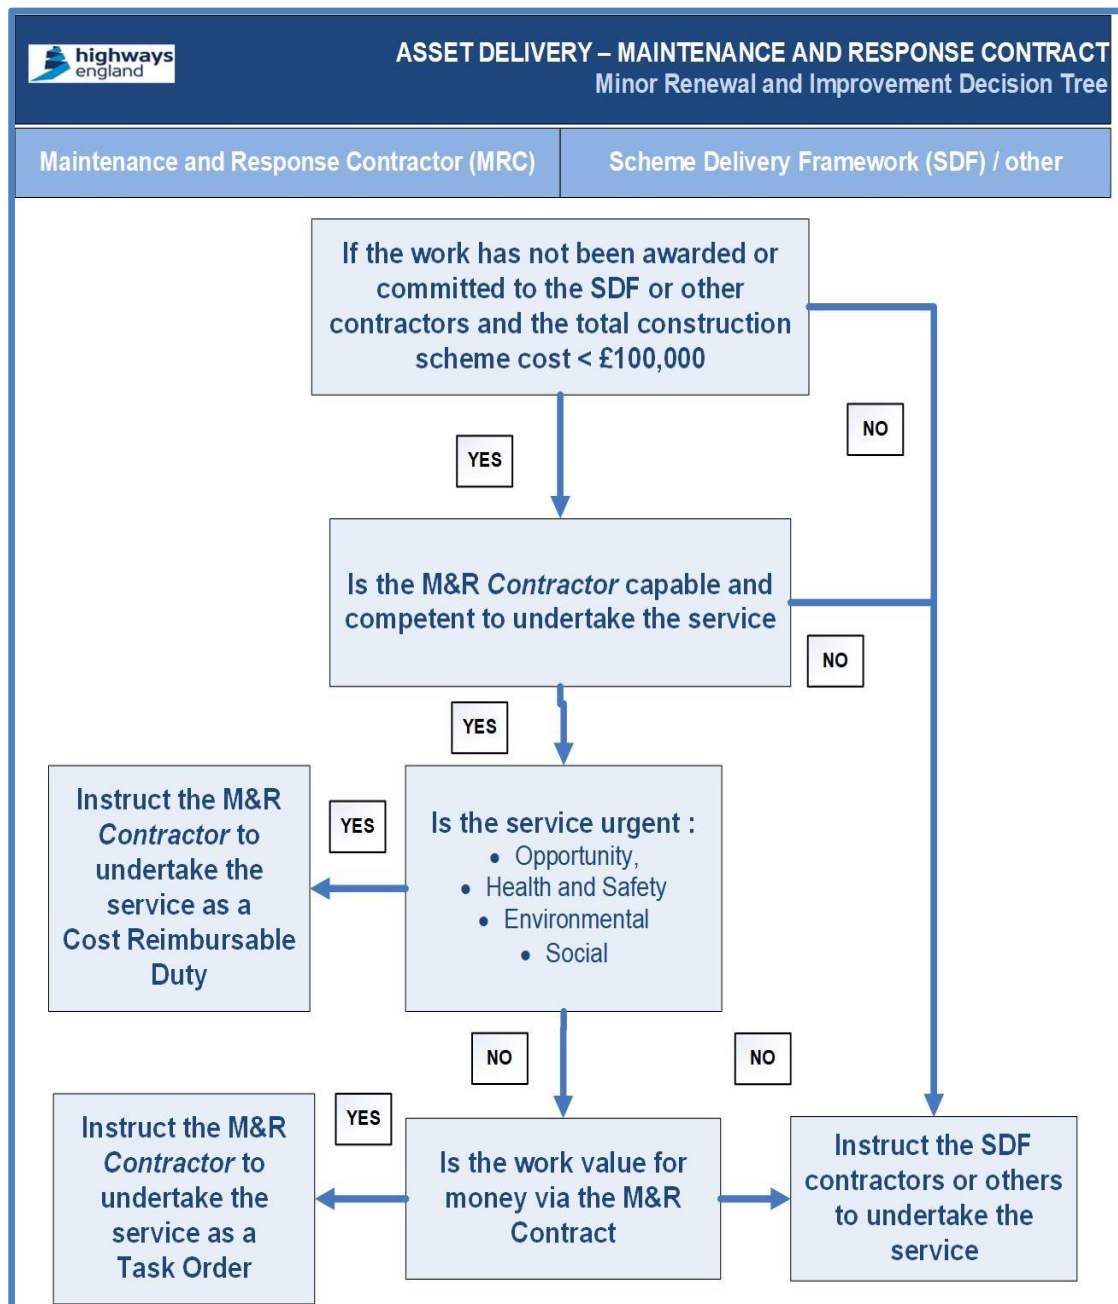 highways
england
ASSET DELIVERY – MAINTENANCE AND RESPONSE CONTRACT
Minor Renewal and Improvement Decision Tree
Maintenance and Response Contractor (MRC)
Scheme Delivery Framework (SDF) / other
If the work has not been awarded or
committed to the SDF or other
contractors and the total construction
scheme cost < £100,000
NO
YES
Is the M&R Contractor capable and
competent to undertake the service
NO
YES
Instruct the M&R
Contractor to
undertake the
service as a
Cost Reimbursable
Duty
YES
Is the service urgent :
• Opportunity,
• Health and Safety
• Environmental
• Social
NO
NO
Instruct the M&R
Contractor to
undertake the
service as a
Task Order
YES
Is the work value for
money via the M&R
Contract
Instruct the SDF
contractors or others
to undertake the
service